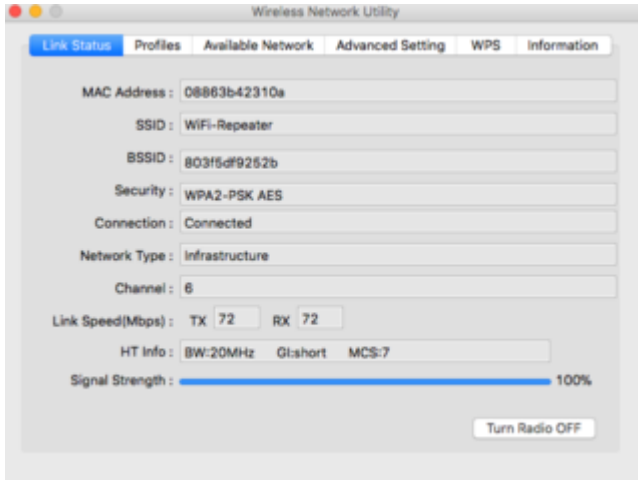 Wireless Network Utility
Link Status Profiles Available Network Advanced Setting WPS Information
MAC Address : 08863b42310a
SSID : WiFi-Repeater
BSSID : 803f5df9252b
Security : WPA2-PSK AES
Connection : Connected
Network Type : Infrastructure
Channel : 6
Link Speed(Mbps) : TX 72 RX 72
HT Info : BW:20MHz GI:short MCS:7
Signal Strength : 100%
Turn Radio OFF